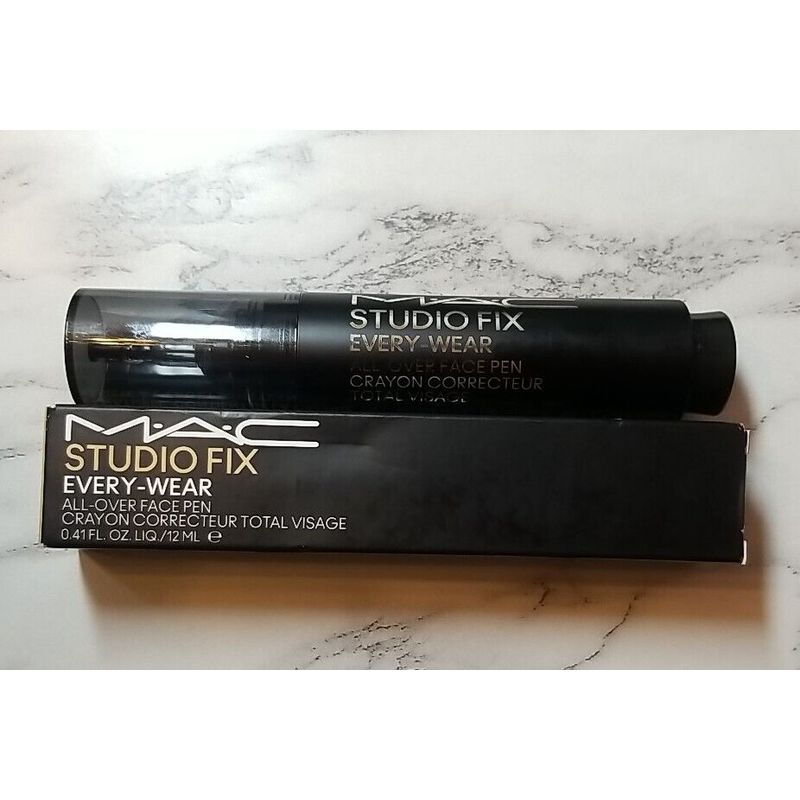 MAC
STUDIO FIX
EVERY-WEAR
ALL-OVER FACE PEN
CRAYON CORRECTEUR
TOTAL VISAGE
M·A·C
STUDIO FIX
EVERY-WEAR
ALL-OVER FACE PEN
CRAYON CORRECTEUR TOTAL VISAGE
0.41 FL. OZ. LIQ./12 ML ℮